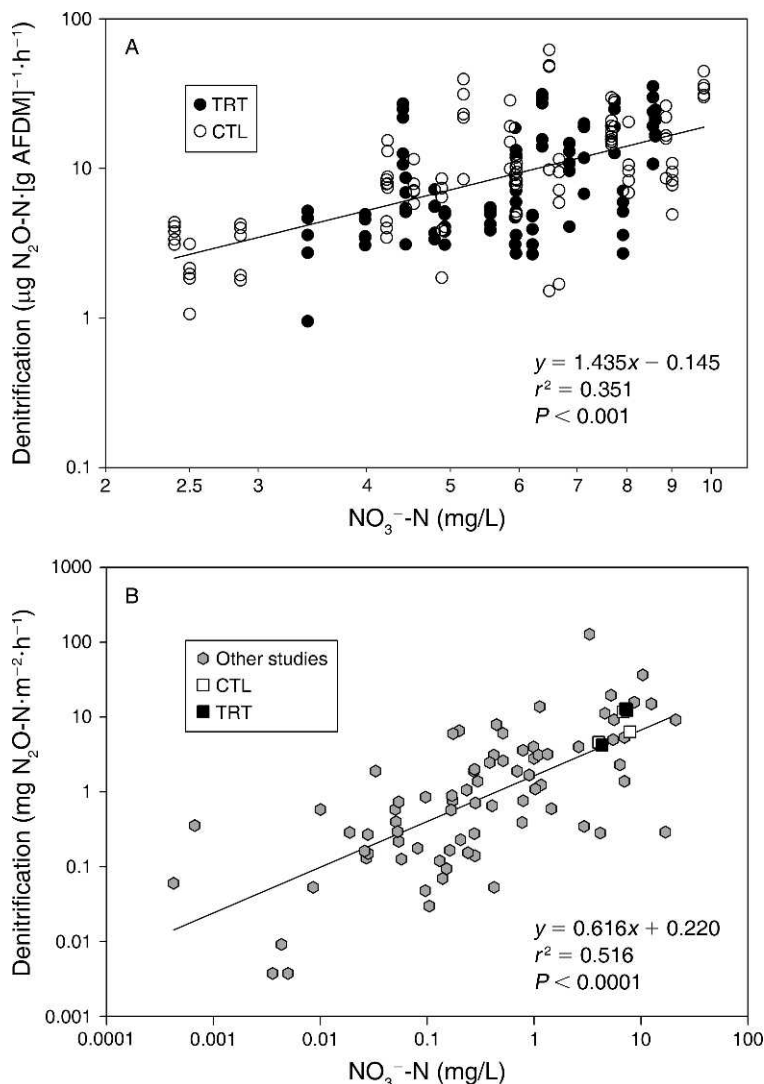 A
100
10
1
0.1
TRT
CTL
Denitrification (μg N₂O-N·[g AFDM]⁻¹·h⁻¹)
y = 1.435x − 0.145
r² = 0.351
P < 0.001
2 2.5 3 4 5 6 7 8 9 10
NO₃⁻-N (mg/L)
B
1000
100
10
1
0.1
0.01
0.001
Other studies
CTL
TRT
Denitrification (mg N₂O-N·m⁻²·h⁻¹)
y = 0.616x + 0.220
r² = 0.516
P < 0.0001
0.0001 0.001 0.01 0.1 1 10 100
NO₃⁻-N (mg/L)